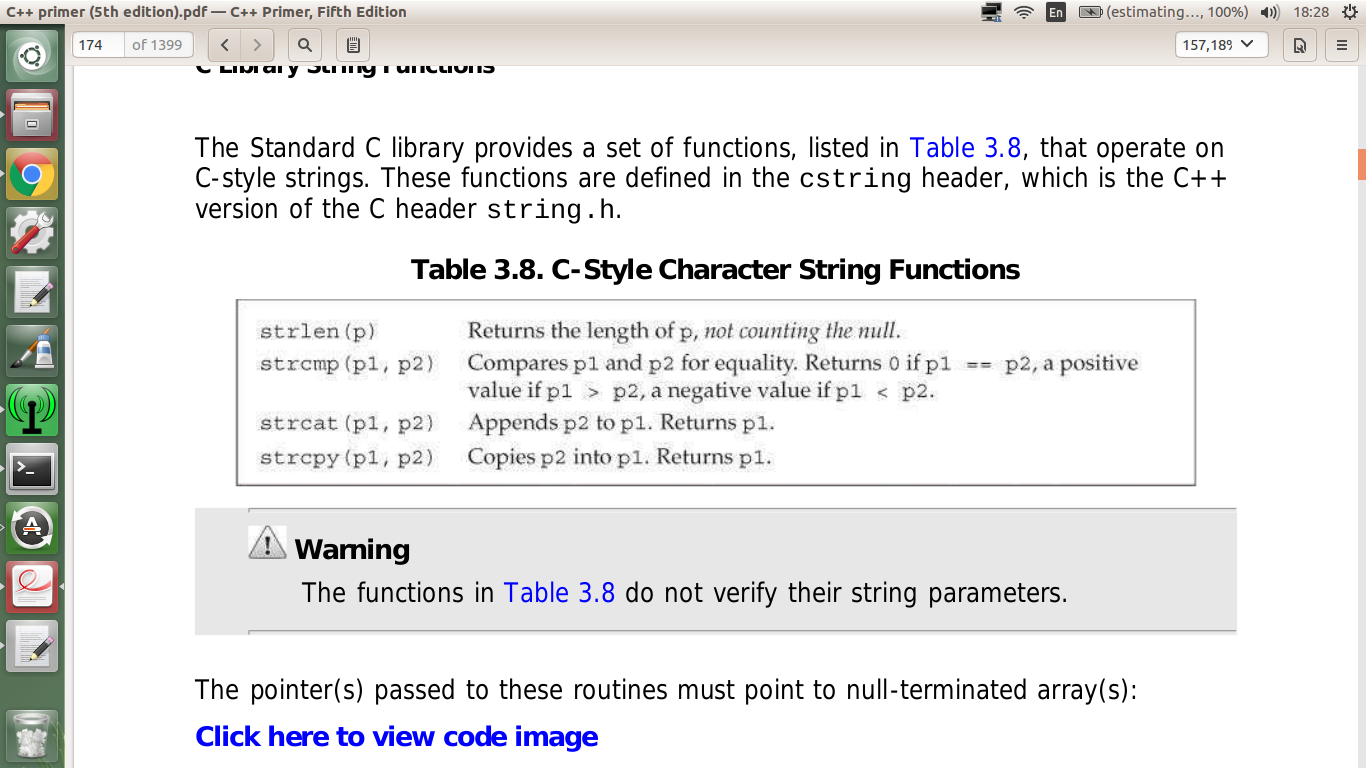 C++ primer (5th edition).pdf — C++ Primer, Fifth Edition
En (estimating..., 100%) 18:28
174 of 1399 157,18%
C Library String Functions
The Standard C library provides a set of functions, listed in Table 3.8, that operate on
C-style strings. These functions are defined in the cstring header, which is the C++
version of the C header string.h.
Table 3.8. C-Style Character String Functions
strlen(p) Returns the length of p, not counting the null.
strcmp(p1, p2) Compares p1 and p2 for equality. Returns 0 if p1 == p2, a positive
value if p1 > p2, a negative value if p1 < p2.
strcat(p1, p2) Appends p2 to p1. Returns p1.
strcpy(p1, p2) Copies p2 into p1. Returns p1.
Warning
The functions in Table 3.8 do not verify their string parameters.
The pointer(s) passed to these routines must point to null-terminated array(s):
Click here to view code image